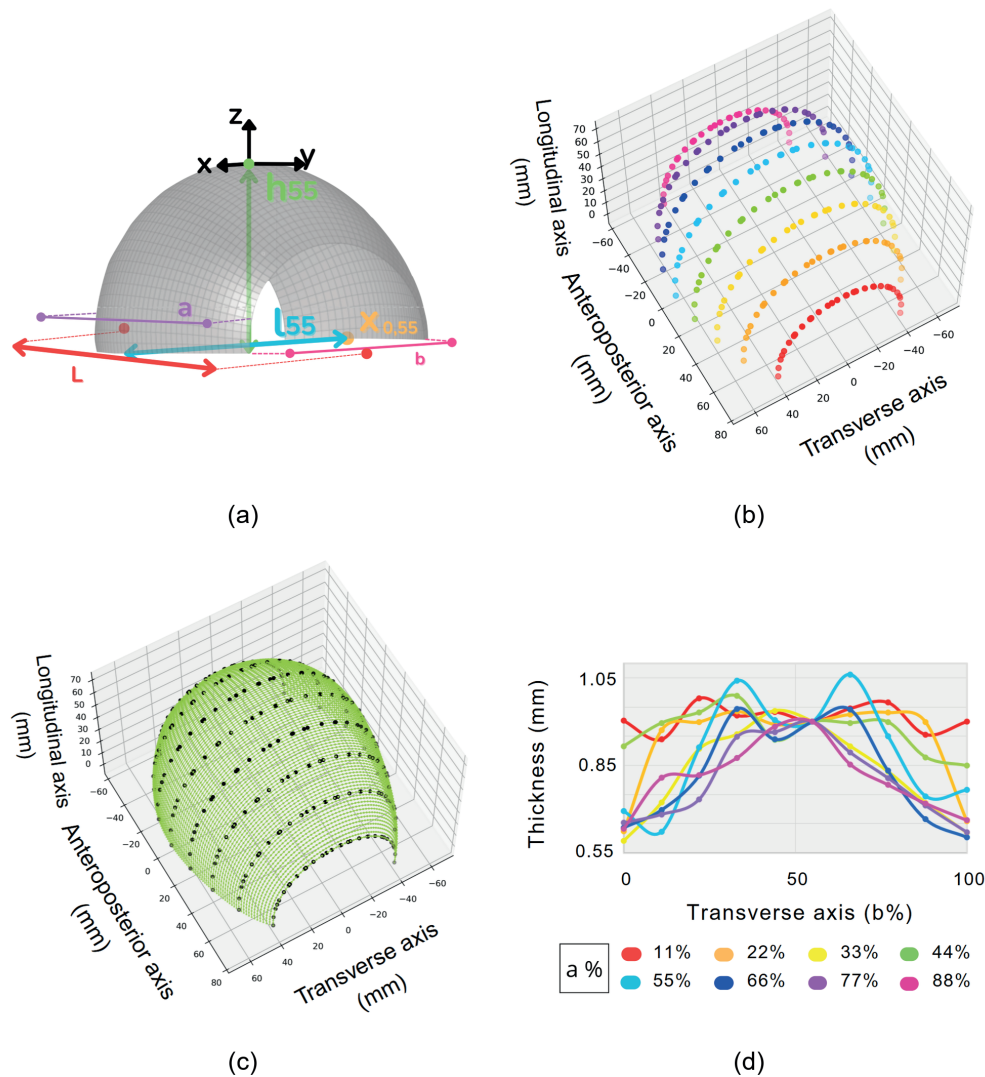 z
x
y
h55
a
l55
x0.55
L
b
(a)
Longitudinal axis
(mm)
70
60
50
40
30
20
10
0
Anteroposterior axis
(mm)
−60
−40
−20
0
20
40
60
80
Transverse axis
(mm)
60
40
20
0
−20
−40
−60
(b)
Longitudinal axis
(mm)
70
60
50
40
30
20
10
0
Anteroposterior axis
(mm)
−60
−40
−20
0
20
40
60
80
Transverse axis
(mm)
60
40
20
0
−20
−40
−60
(c)
Thickness (mm)
1.05
0.85
0.55
0 50 100
Transverse axis (b%)
a %
11% 22% 33% 44%
55% 66% 77% 88%
(d)